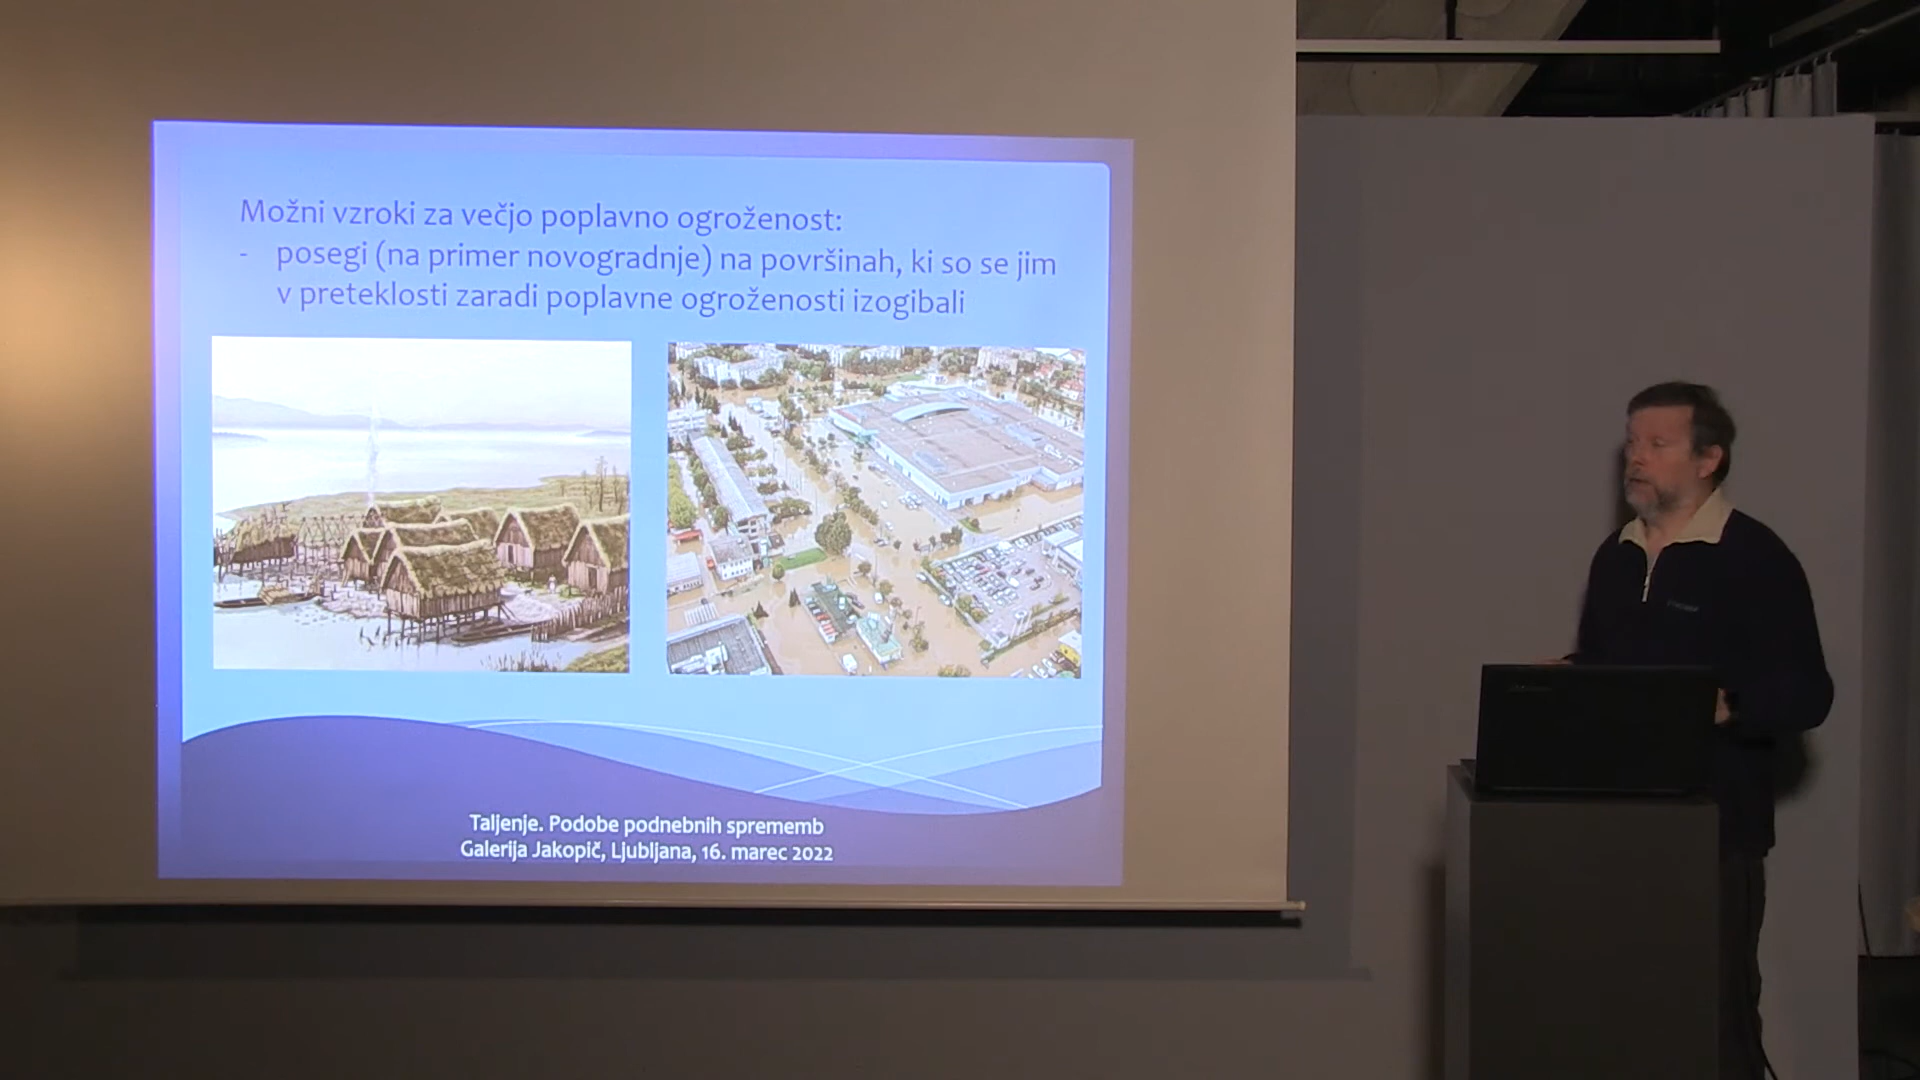 Možni vzroki za večjo poplavno ogroženost:
- posegi (na primer novogradnje) na površinah, ki so se jim
v preteklosti zaradi poplavne ogroženosti izogibali
Taljenje. Podobe podnebnih sprememb
Galerija Jakopič, Ljubljana, 16. marec 2022